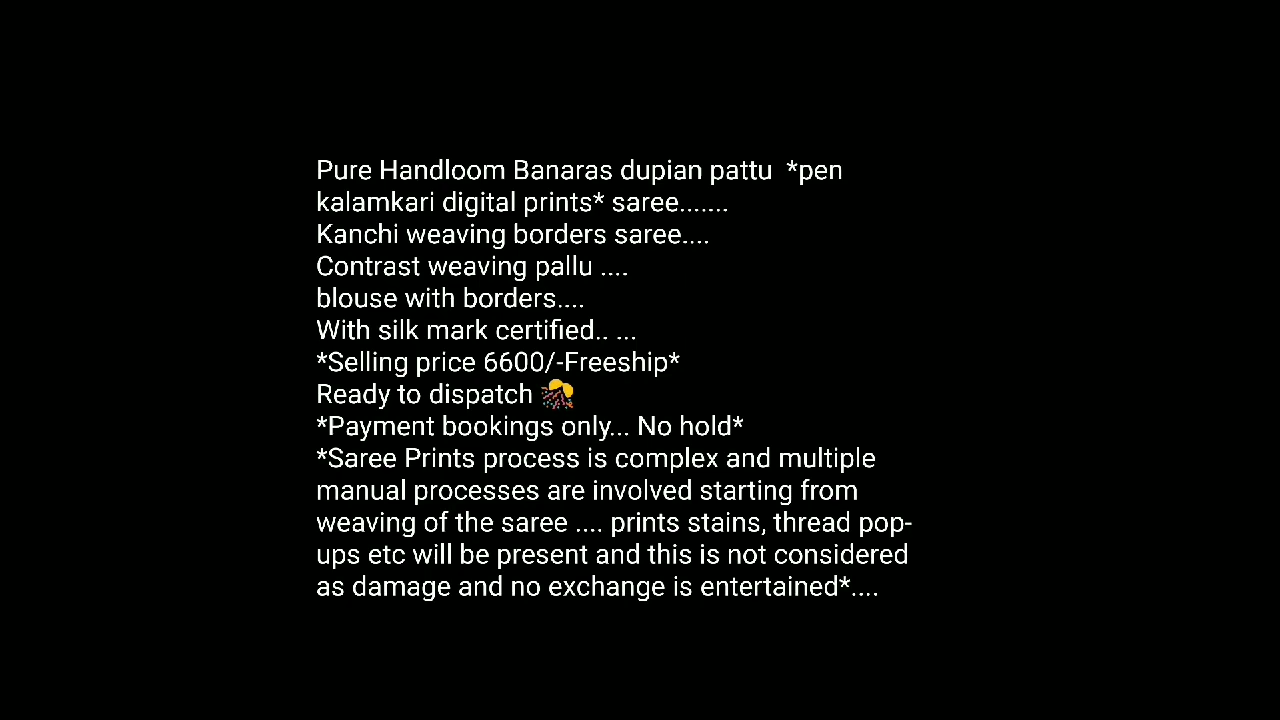 Pure Handloom Banaras dupian pattu  *pen
kalamkari digital prints* saree.......
Kanchi weaving borders saree....
Contrast weaving pallu ....
blouse with borders....
With silk mark certified.. ...
*Selling price 6600/-Freeship*
Ready to dispatch 🎊
*Payment bookings only... No hold*
*Saree Prints process is complex and multiple
manual processes are involved starting from
weaving of the saree .... prints stains, thread pop-
ups etc will be present and this is not considered
as damage and no exchange is entertained*....